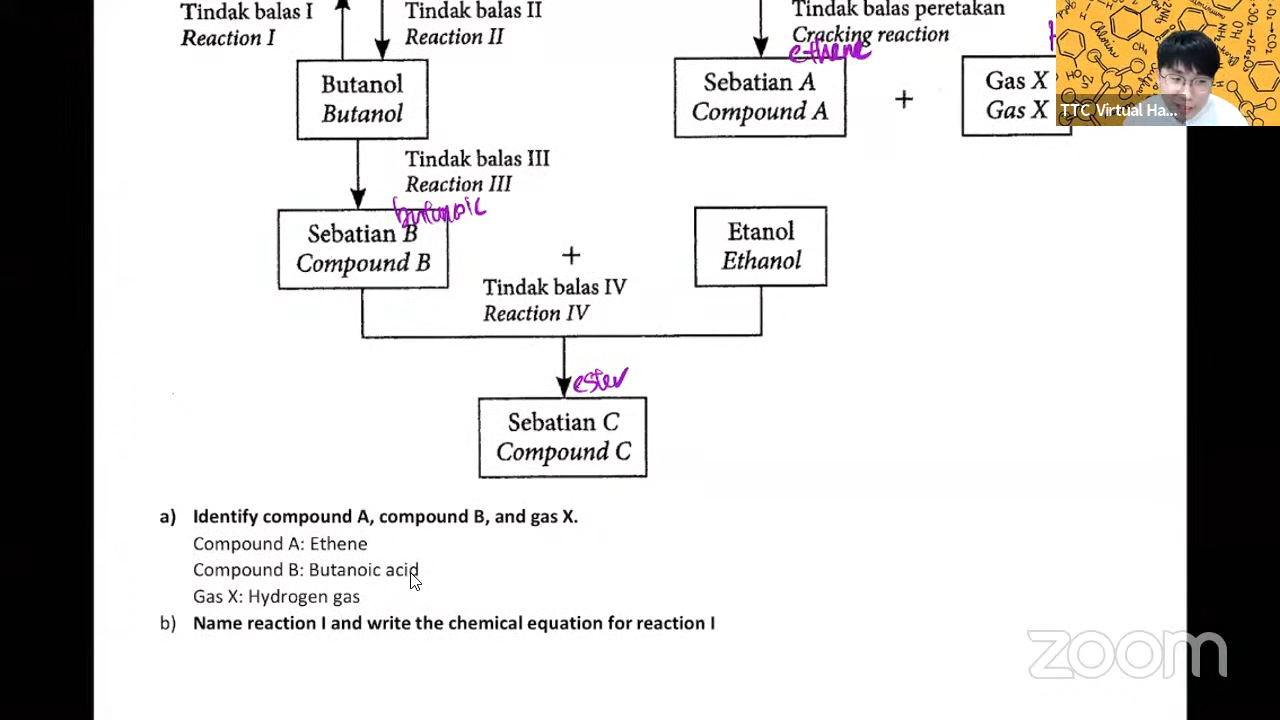 Tindak balas I
Reaction I
Tindak balas II
Reaction II
Tindak balas peretakan
Cracking reaction
ethene
Butanol
Butanol
Sebatian A
Compound A
+
Gas X
Gas X
TTC Virtual Ha...
Tindak balas III
Reaction III
butanoic
Sebatian B
Compound B
+
Tindak balas IV
Reaction IV
Etanol
Ethanol
ester
Sebatian C
Compound C
a) Identify compound A, compound B, and gas X.
Compound A: Ethene
Compound B: Butanoic acid
Gas X: Hydrogen gas
b) Name reaction I and write the chemical equation for reaction I
zoom